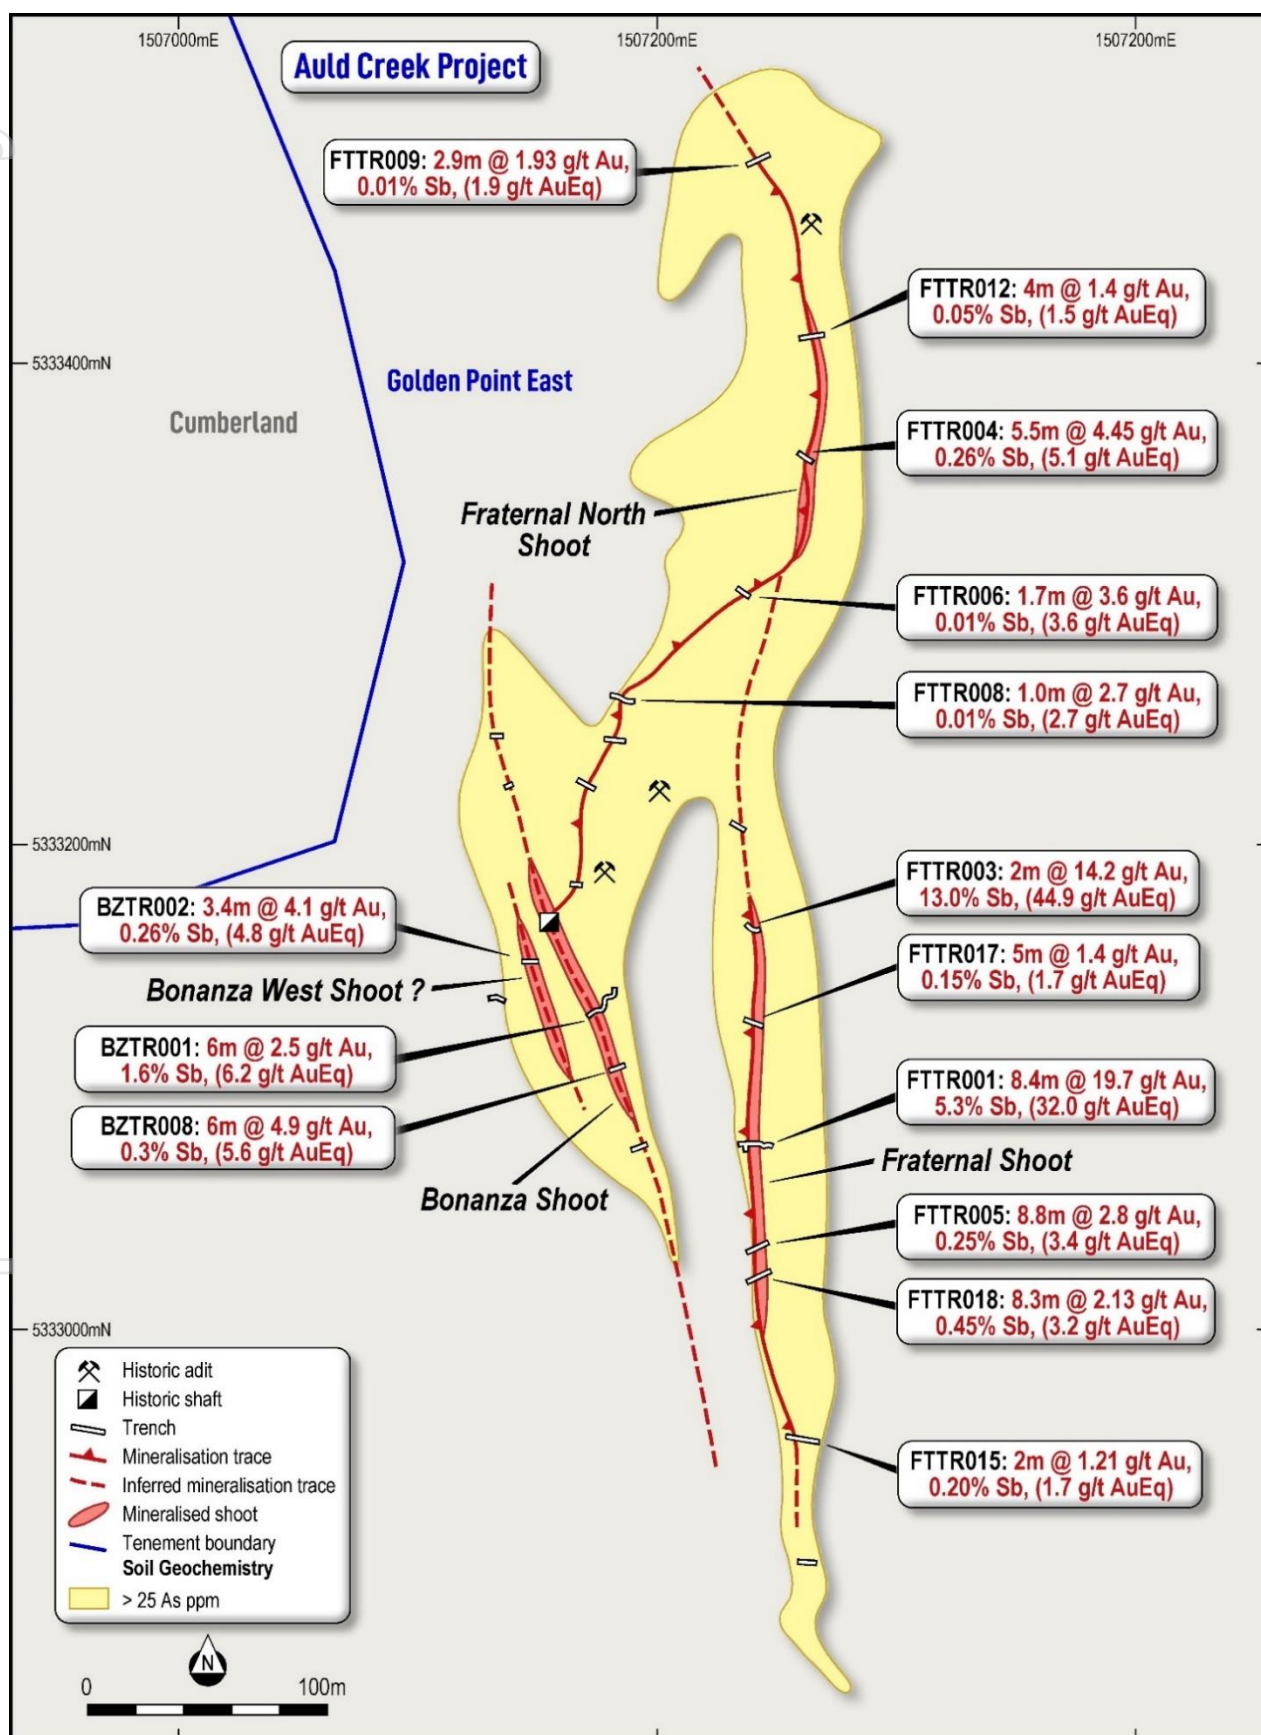 1507000mE
1507200mE
1507200mE
Auld Creek Project
FTTR009: 2.9m @ 1.93 g/t Au,
0.01% Sb, (1.9 g/t AuEq)
FTTR012: 4m @ 1.4 g/t Au,
0.05% Sb, (1.5 g/t AuEq)
5333400mN
Golden Point East
Cumberland
FTTR004: 5.5m @ 4.45 g/t Au,
0.26% Sb, (5.1 g/t AuEq)
Fraternal North
Shoot
FTTR006: 1.7m @ 3.6 g/t Au,
0.01% Sb, (3.6 g/t AuEq)
FTTR008: 1.0m @ 2.7 g/t Au,
0.01% Sb, (2.7 g/t AuEq)
5333200mN
FTTR003: 2m @ 14.2 g/t Au,
13.0% Sb, (44.9 g/t AuEq)
BZTR002: 3.4m @ 4.1 g/t Au,
0.26% Sb, (4.8 g/t AuEq)
FTTR017: 5m @ 1.4 g/t Au,
0.15% Sb, (1.7 g/t AuEq)
Bonanza West Shoot ?
BZTR001: 6m @ 2.5 g/t Au,
1.6% Sb, (6.2 g/t AuEq)
FTTR001: 8.4m @ 19.7 g/t Au,
5.3% Sb, (32.0 g/t AuEq)
BZTR008: 6m @ 4.9 g/t Au,
0.3% Sb, (5.6 g/t AuEq)
Fraternal Shoot
Bonanza Shoot
FTTR005: 8.8m @ 2.8 g/t Au,
0.25% Sb, (3.4 g/t AuEq)
FTTR018: 8.3m @ 2.13 g/t Au,
0.45% Sb, (3.2 g/t AuEq)
5333000mN
Historic adit
Historic shaft
Trench
Mineralisation trace
Inferred mineralisation trace
Mineralised shoot
Tenement boundary
Soil Geochemistry
> 25 As ppm
FTTR015: 2m @ 1.21 g/t Au,
0.20% Sb, (1.7 g/t AuEq)
N
0 100m